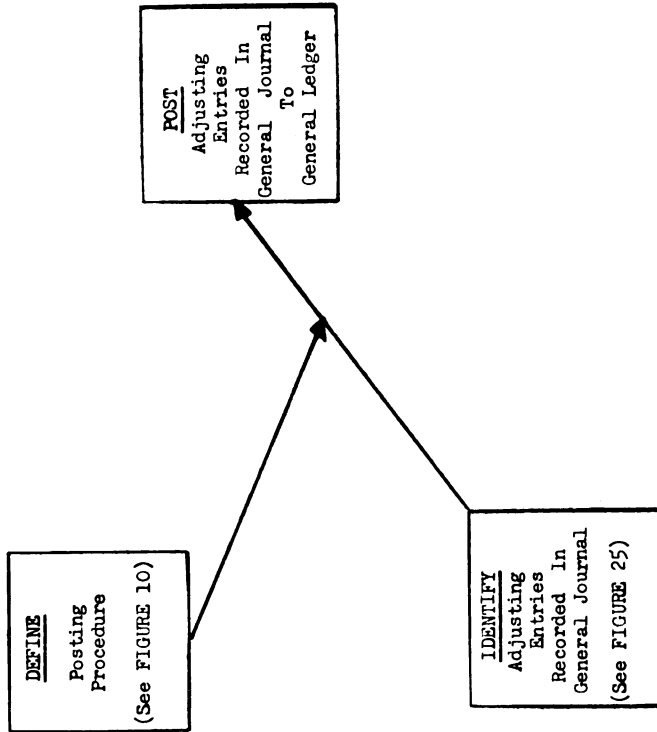 IDENTIFY
Adjusting
Entries
Recorded In
General Journal
(See FIGURE 25)
DEFINE
Posting
Procedure
(See FIGURE 10)
POST
Adjusting
Entries
Recorded In
General Journal
To
General Ledger